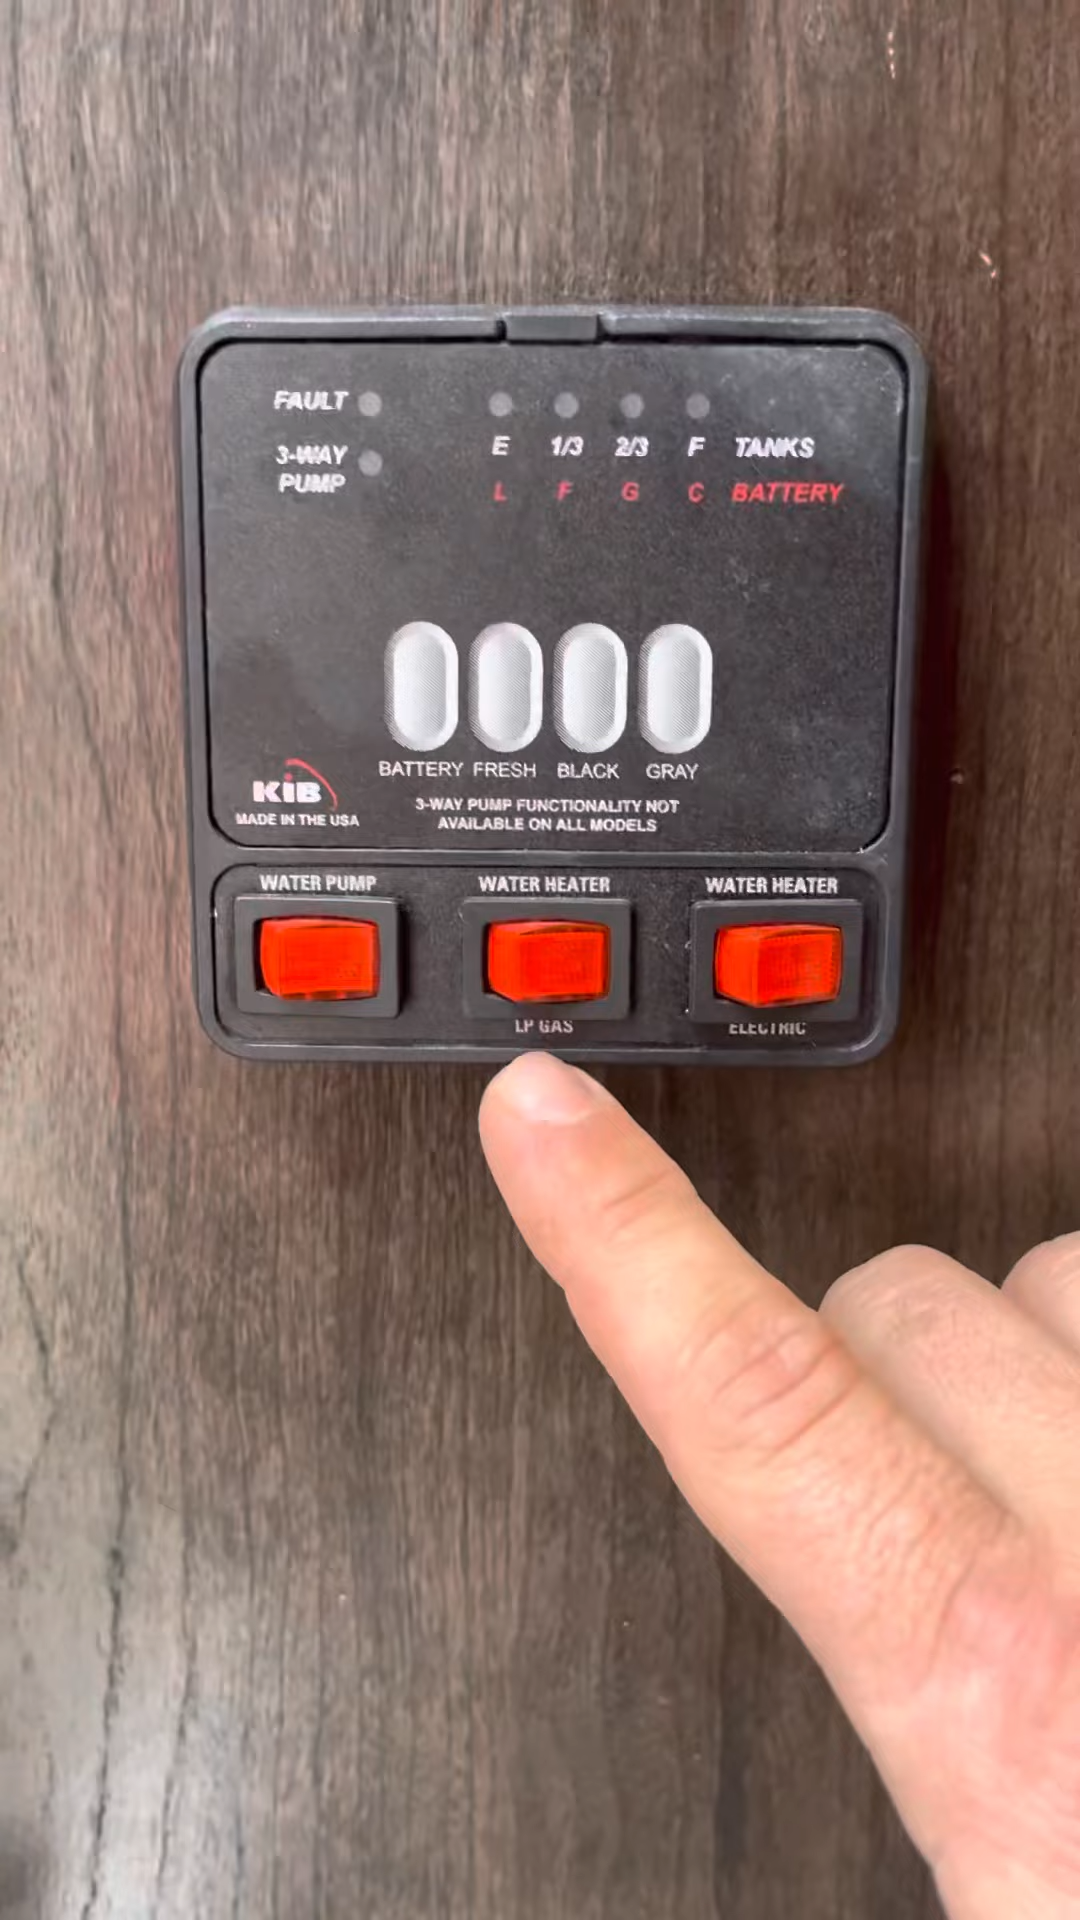 FAULT
3-WAY
PUMP
E 1/3 2/3 F TANKS
L F G C BATTERY
BATTERY FRESH BLACK GRAY
KIB
MADE IN THE USA
3-WAY PUMP FUNCTIONALITY NOT
AVAILABLE ON ALL MODELS
WATER PUMP WATER HEATER WATER HEATER
LP GAS ELECTRIC